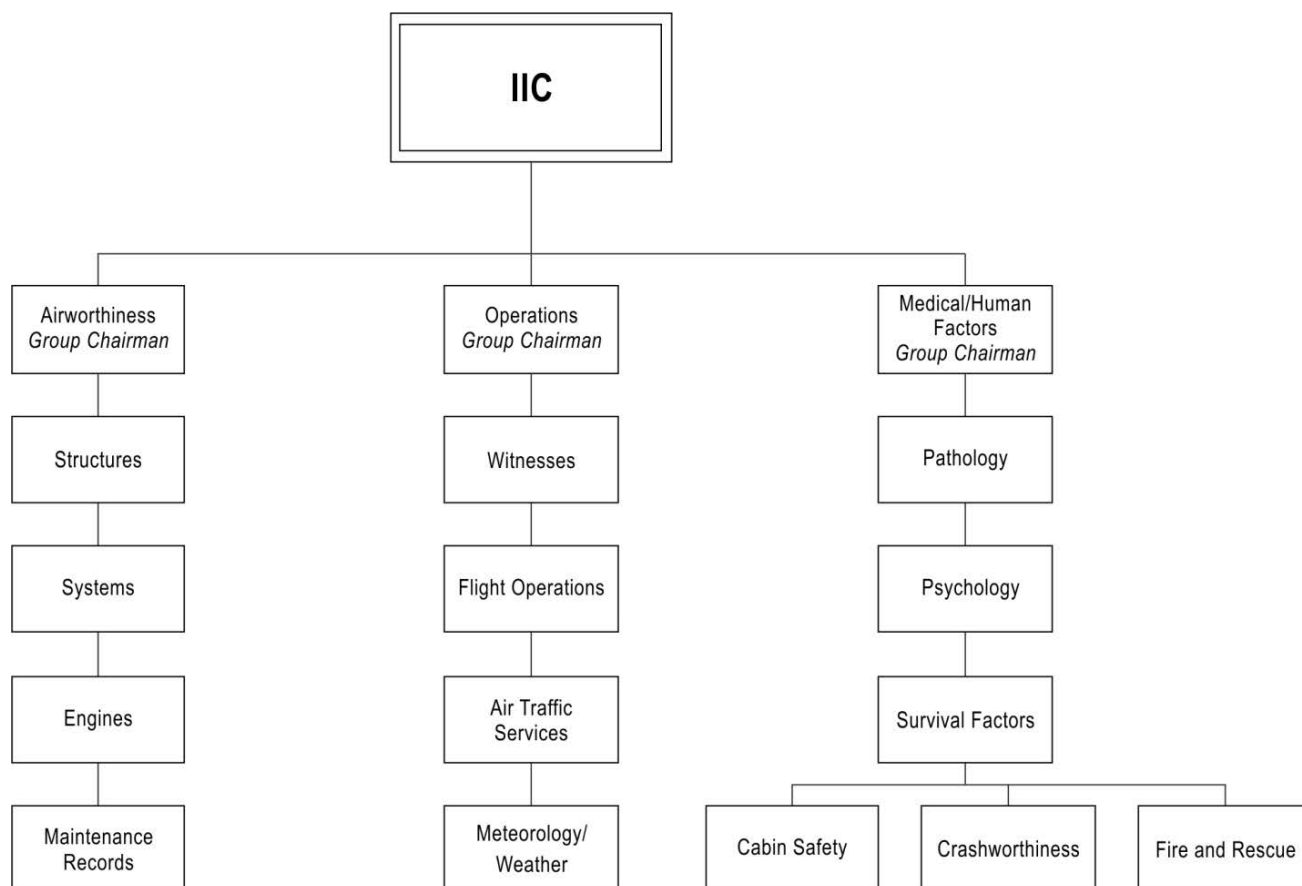 IIC
Airworthiness
Group Chairman
Operations
Group Chairman
Medical/Human
Factors
Group Chairman
Structures
Witnesses
Pathology
Systems
Flight Operations
Psychology
Engines
Air Traffic
Services
Survival Factors
Maintenance
Records
Meteorology/
Weather
Cabin Safety
Crashworthiness
Fire and Rescue